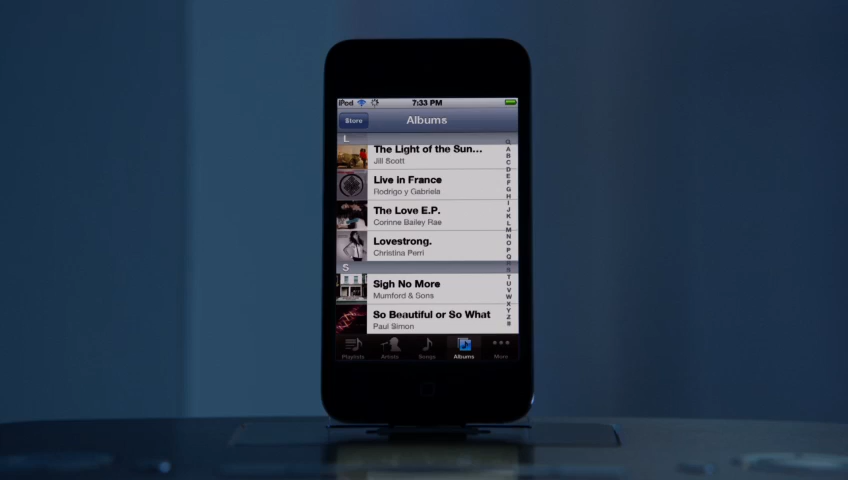 iPod 7:33 PM
Store Albums
L
The Light of the Sun...
Jill Scott
Live in France
Rodrigo y Gabriela
The Love E.P.
Corinne Bailey Rae
Lovestrong.
Christina Perri
S
Sigh No More
Mumford & Sons
So Beautiful or So What
Paul Simon
A
B
C
D
E
F
G
H
I
J
K
L
M
N
O
P
Q
R
S
T
U
V
W
X
Y
Z
#
Playlists Artists Songs Albums More